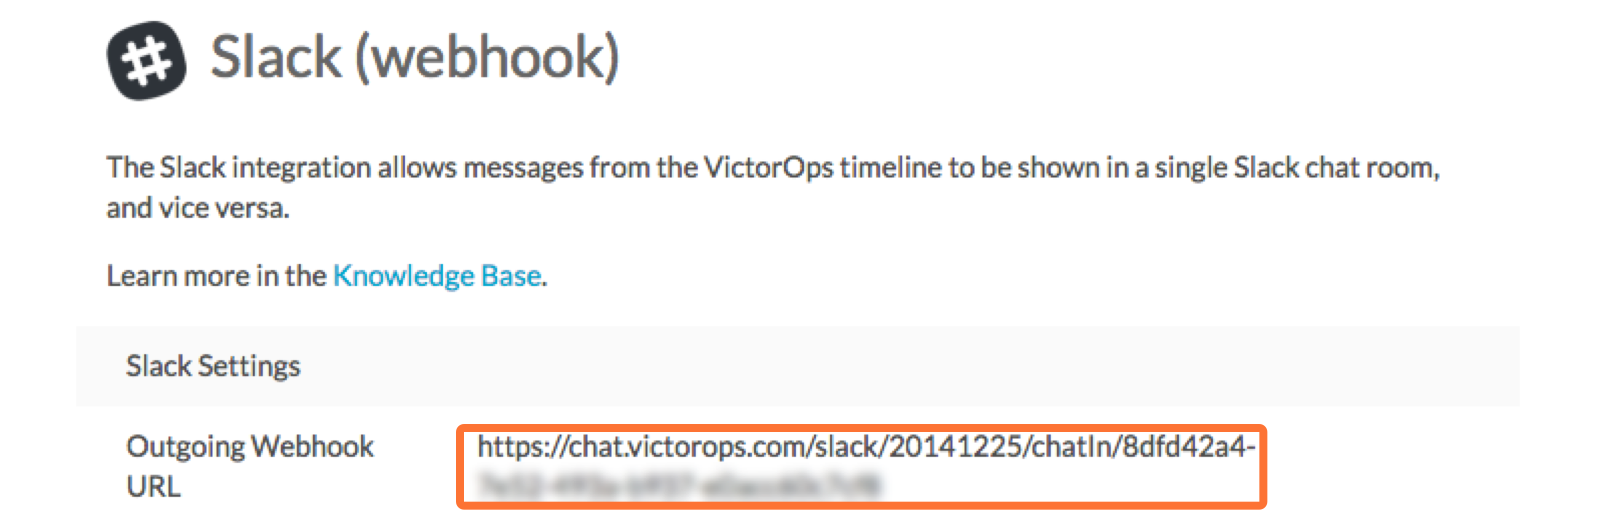 Slack (webhook)
The Slack integration allows messages from the VictorOps timeline to be shown in a single Slack chat room,
and vice versa.
Learn more in the Knowledge Base.
Slack Settings
Outgoing Webhook
URL
https://chat.victorops.com/slack/20141225/chatIn/8dfd42a4-